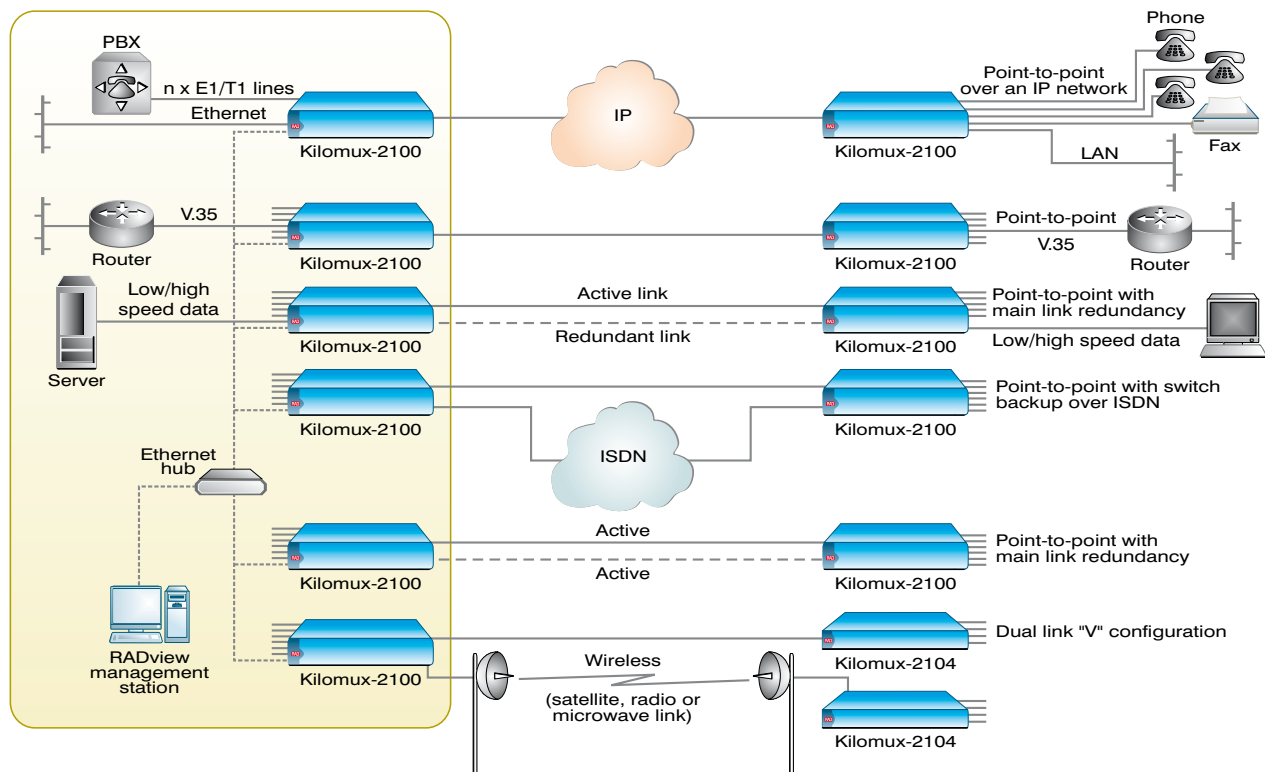 PBX
n x E1/T1 lines
Ethernet
Kilomux-2100
IP
Kilomux-2100
Point-to-point
over an IP network
Phone
Fax
LAN
V.35
Router
Kilomux-2100
Kilomux-2100
Point-to-point
V.35
Router
Low/high
speed data
Server
Kilomux-2100
Active link
Redundant link
Kilomux-2100
Point-to-point with
main link redundancy
Low/high speed data
Kilomux-2100
ISDN
Kilomux-2100
Point-to-point with switch
backup over ISDN
Ethernet
hub
Kilomux-2100
Active
Active
Kilomux-2100
Point-to-point with
main link redundancy
RADview
management
station
Kilomux-2100
Wireless
(satellite, radio or
microwave link)
Kilomux-2104
Dual link "V" configuration
Kilomux-2104